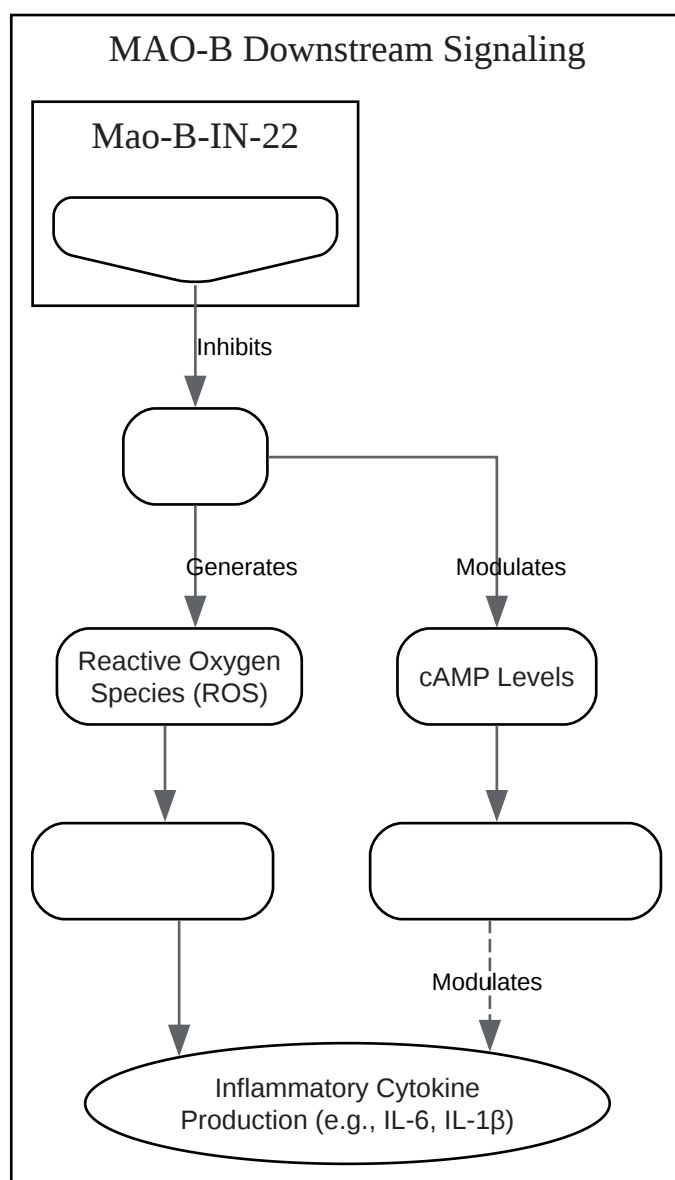 MAO-B Downstream Signaling
Mao-B-IN-22
Inhibits
Generates
Modulates
Reactive Oxygen
Species (ROS)
cAMP Levels
Modulates
Inflammatory Cytokine
Production (e.g., IL-6, IL-1β)